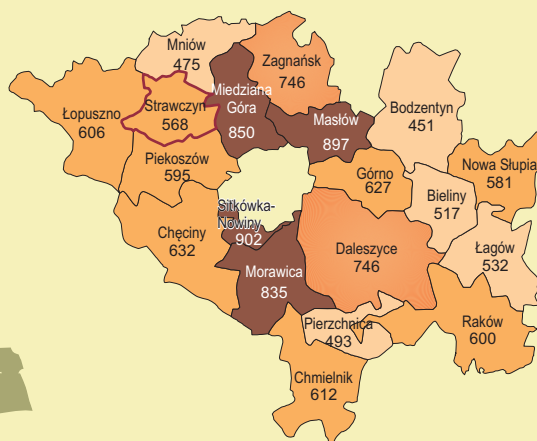 Mniów
475
Zagnańsk
746
Miedziana
Góra
850
Bodzentyn
451
Łopuszno
606
Strawczyn
568
Masłów
897
Piekoszów
595
Górno
627
Nowa Słupia
581
Bieliny
517
Sitkówka-
Nowiny
902
Chęciny
632
Daleszyce
746
Łagów
532
Morawica
835
Pierzchnica
493
Raków
600
Chmielnik
612